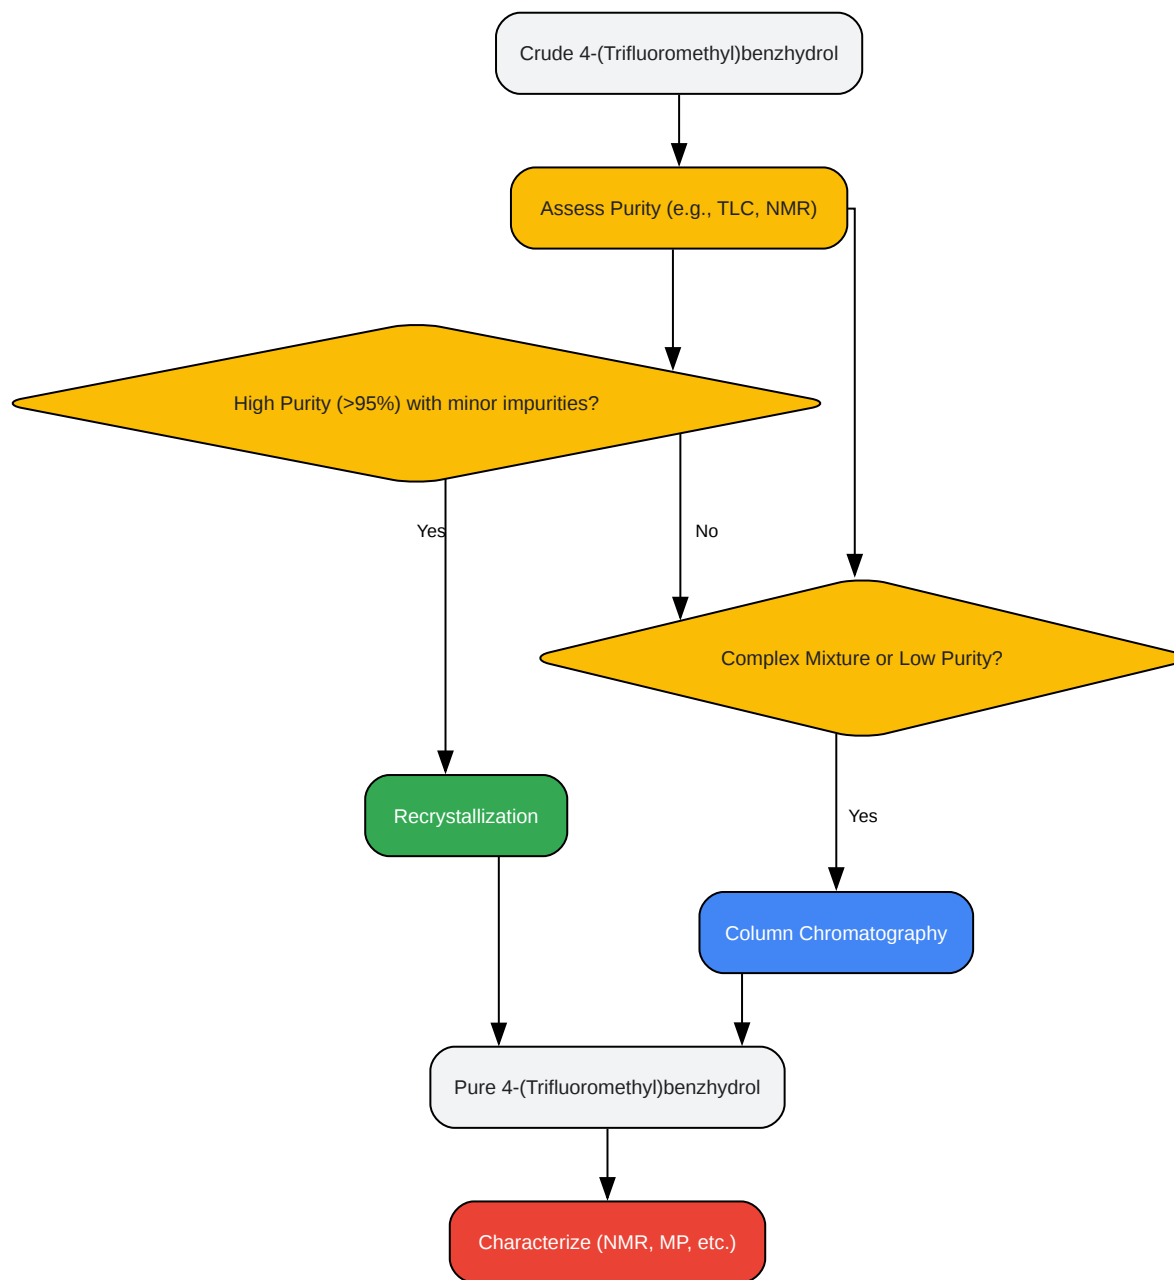 Crude 4-(Trifluoromethyl)benzhydrol
Assess Purity (e.g., TLC, NMR)
High Purity (>95%) with minor impurities?
Yes
No
Complex Mixture or Low Purity?
Recrystallization
Yes
Column Chromatography
Pure 4-(Trifluoromethyl)benzhydrol
Characterize (NMR, MP, etc.)